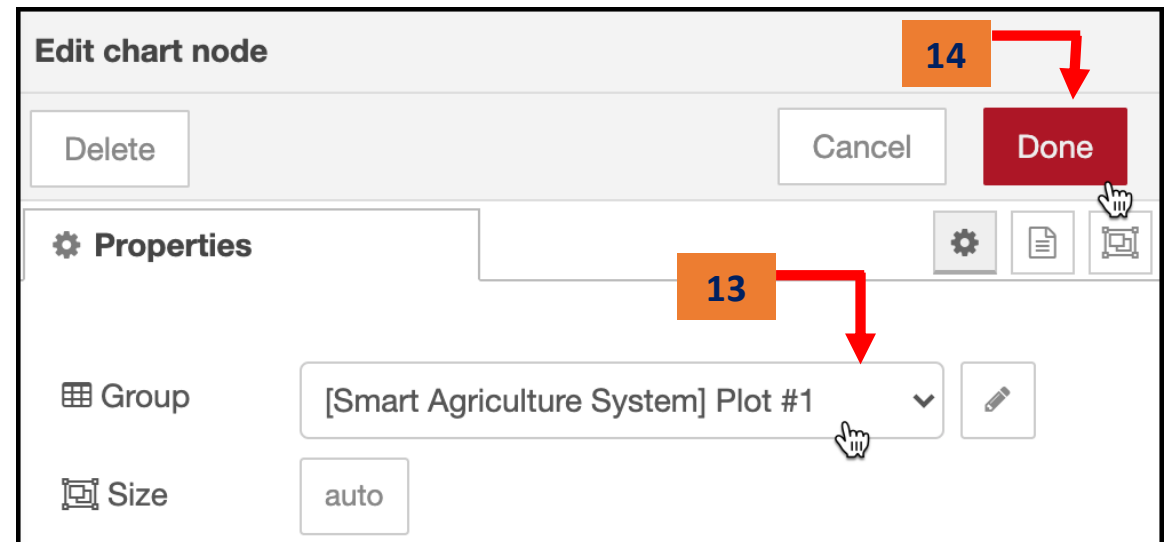 Edit chart node
14
Delete
Cancel
Done
Properties
13
Group
[Smart Agriculture System] Plot #1
Size
auto